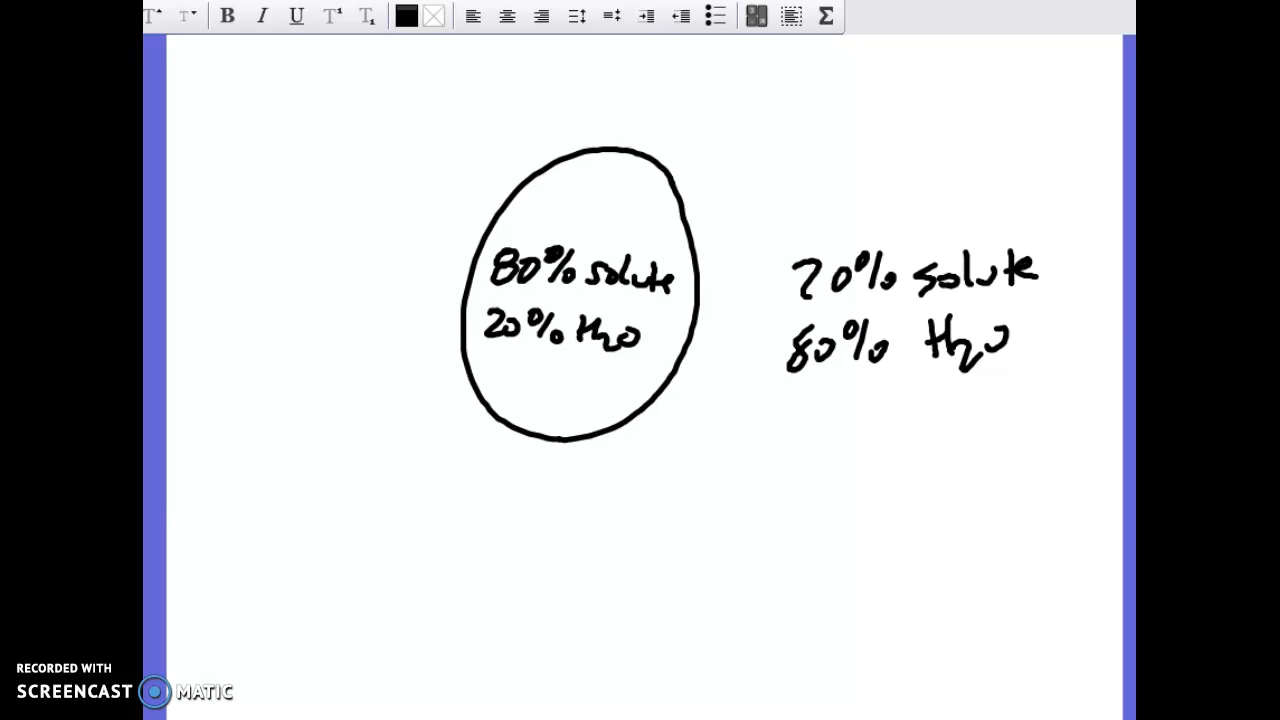 80% solute
20% H2O
20% solute
80% H2O
RECORDED WITH
SCREENCAST MATIC